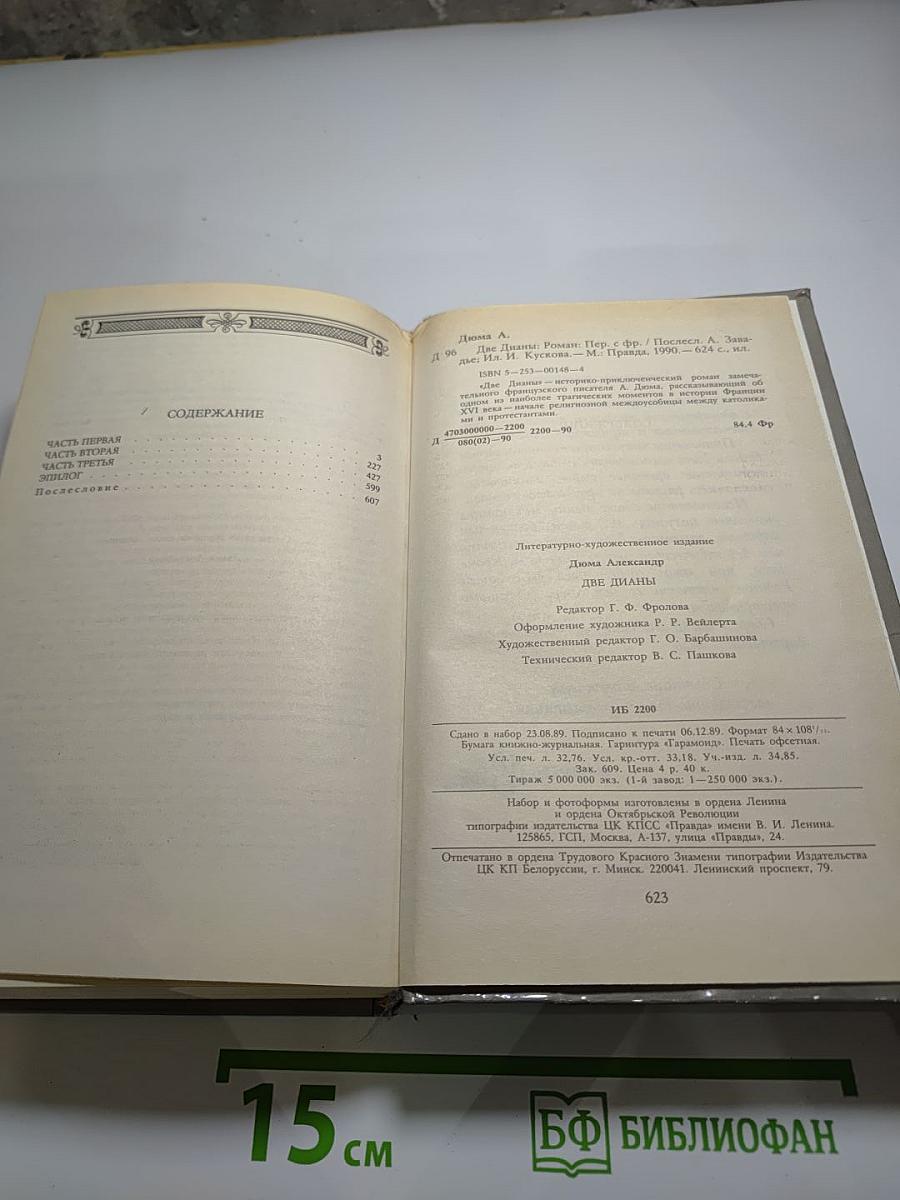 СОДЕРЖАНИЕ
ЧАСТЬ ПЕРВАЯ . . . . . . . . . . . . . . 3
ЧАСТЬ ВТОРАЯ . . . . . . . . . . . . . . 227
ЧАСТЬ ТРЕТЬЯ . . . . . . . . . . . . . . 427
ЭПИЛОГ . . . . . . . . . . . . . . 599
Послесловие . . . . . . . . . . . . . . 607
Дюма А.
Д 96 Две Дианы: Роман: Пер. с фр. / Послесл. А. Зава-
дье; Ил. И. Кускова.— М.: Правда, 1990.— 624 с., ил.
ISBN 5—253—00148—4
«Две Дианы» — историко-приключенческий роман замеча-
тельного французского писателя А. Дюма, рассказывающий об
одном из наиболее трагических моментов в истории Франции
XVI века — начале религиозной междоусобицы между католика-
ми и протестантами.
4703000000—2200
Д 2200—90 84.4 Фр
080(02)—90
Литературно-художественное издание
Дюма Александр
ДВЕ ДИАНЫ
Редактор Г. Ф. Фролова
Оформление художника Р. Р. Вейлерта
Художественный редактор Г. О. Барбашинова
Технический редактор В. С. Пашкова
ИБ 2200
Сдано в набор 23.08.89. Подписано к печати 06.12.89. Формат 84×108¹/₃₂.
Бумага книжно-журнальная. Гарнитура «Гарамонд». Печать офсетная.
Усл. печ. л. 32,76. Усл. кр.-отт. 33,18. Уч.-изд. л. 34,85.
Зак. 609. Цена 4 р. 40 к.
Тираж 5 000 000 экз. (1-й завод: 1—250 000 экз.).
Набор и фотоформы изготовлены в ордена Ленина
и ордена Октябрьской Революции
типографии издательства ЦК КПСС «Правда» имени В. И. Ленина.
125865, ГСП, Москва, А-137, улица «Правды», 24.
Отпечатано в ордена Трудового Красного Знамени типографии Издательства
ЦК КП Белоруссии, г. Минск. 220041. Ленинский проспект, 79.
623
15 см
БФ БИБЛИОФАН